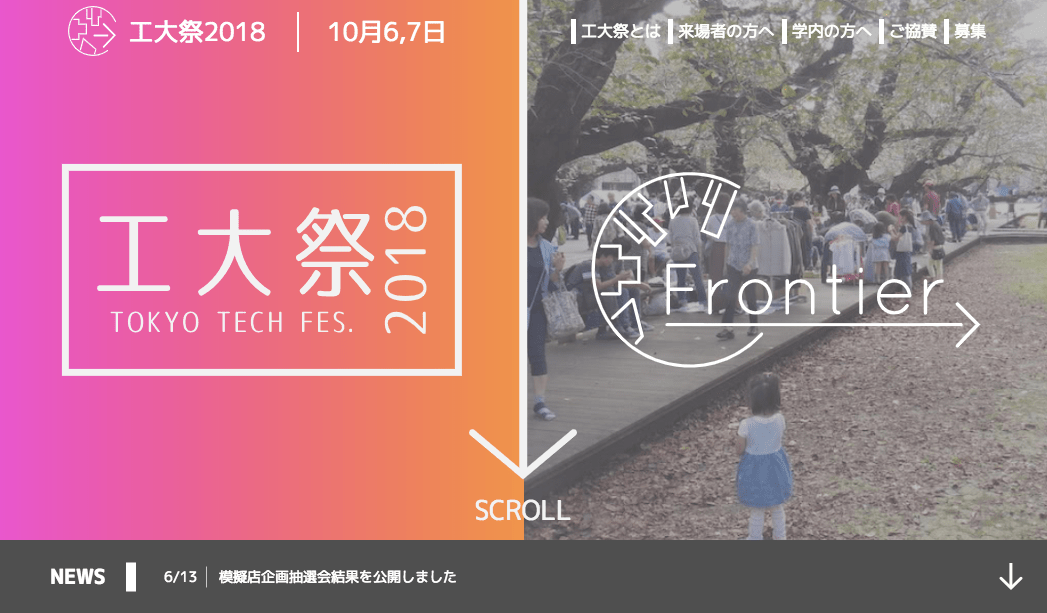 工大祭2018
10月6,7日
工大祭とは
来場者の方へ
学内の方へ
ご協賛
募集
工大祭
2018
TOKYO TECH FES.
Frontier
SCROLL
NEWS
6/13
模擬店企画抽選会結果を公開しました